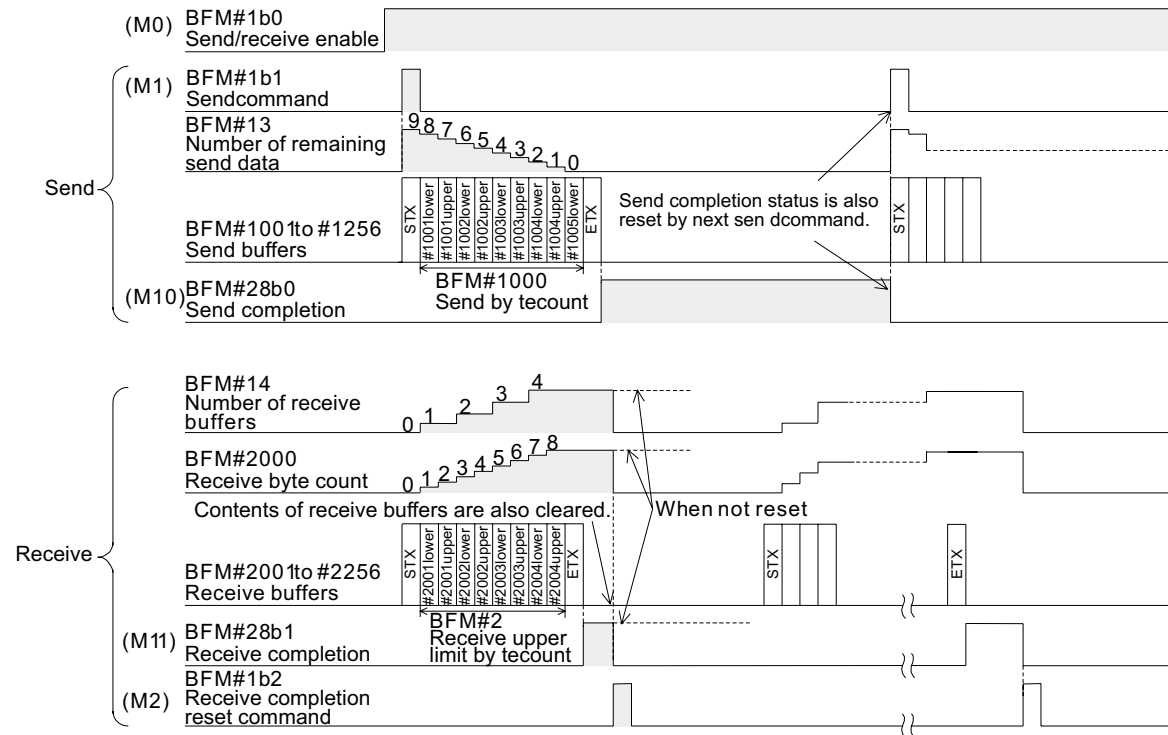 (M0) BFM#1b0
Send/receive enable
Send
(M1) BFM#1b1
Sendcommand
BFM#13
Number of remaining
send data
9 8 7 6 5 4 3 2 1 0
BFM#1001to #1256
Send buffers
STX #1001lower #1001upper #1002lower #1002upper #1003lower #1003upper #1004lower #1004upper #1005lower ETX
BFM#1000
Send by tecount
Send completion status is also
reset by next sen dcommand.
STX
(M10) BFM#28b0
Send completion
Receive
BFM#14
Number of receive
buffers
0 1 2 3 4
BFM#2000
Receive byte count
0 1 2 3 4 5 6 7 8
Contents of receive buffers are also cleared.
When not reset
BFM#2001to #2256
Receive buffers
STX #2001lower #2001upper #2002lower #2002upper #2003lower #2003upper #2004lower #2004upper ETX
STX
ETX
BFM#2
Receive upper
limit by tecount
(M11) BFM#28b1
Receive completion
(M2) BFM#1b2
Receive completion
reset command